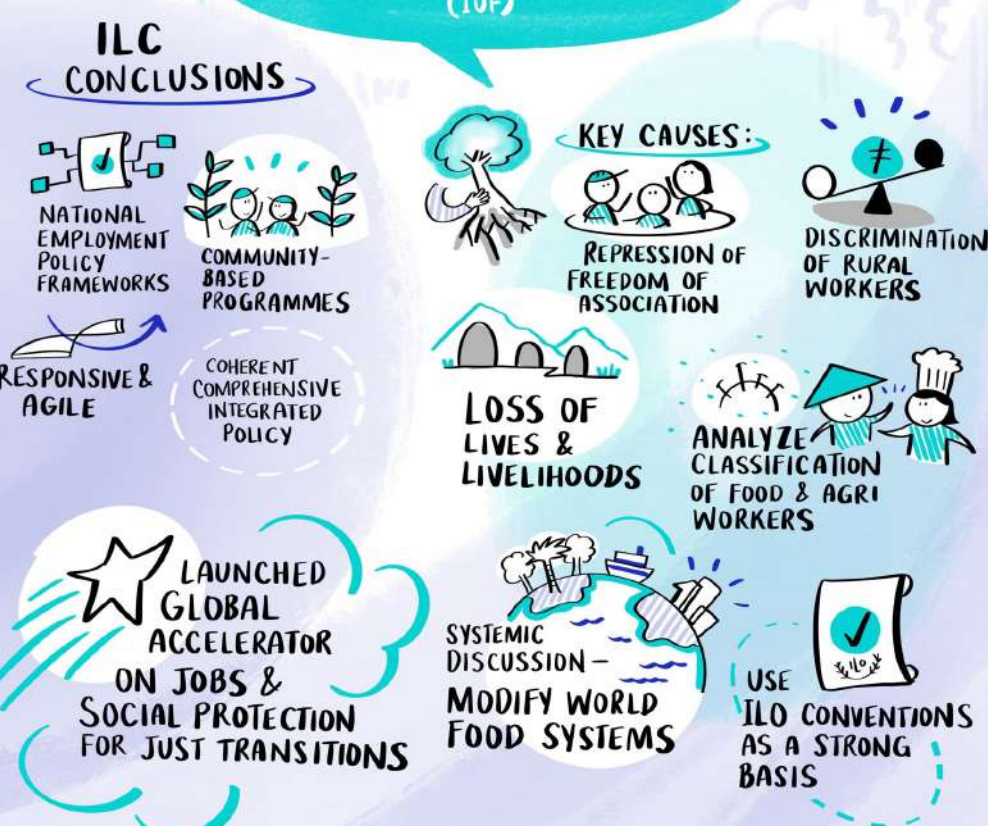 (IUF)
ILC
CONCLUSIONS
NATIONAL
EMPLOYMENT
POLICY
FRAMEWORKS
COMMUNITY-
BASED
PROGRAMMES
RESPONSIVE &
AGILE
COHERENT
COMPREHENSIVE
INTEGRATED
POLICY
LAUNCHED
GLOBAL
ACCELERATOR
ON JOBS &
SOCIAL PROTECTION
FOR JUST TRANSITIONS
KEY CAUSES:
REPRESSION OF
FREEDOM OF
ASSOCIATION
DISCRIMINATION
OF RURAL
WORKERS
LOSS OF
LIVES &
LIVELIHOODS
ANALYZE
CLASSIFICATION
OF FOOD & AGRI
WORKERS
SYSTEMIC
DISCUSSION –
MODIFY WORLD
FOOD SYSTEMS
ILO
USE
ILO CONVENTIONS
AS A STRONG
BASIS